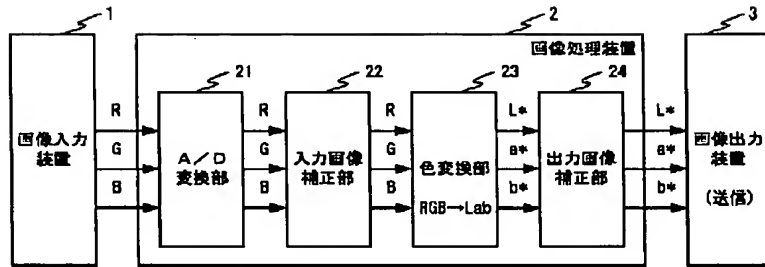 1
2
3
画像処理装置
21
22
23
24
R
R
R
L*
L*
画像入力
装置
G
A/D
変換部
G
入力画像
補正部
G
色変換部
a*
出力画像
補正部
a*
画像出力
装置
B
B
B
RGB→Lab
b*
b*
(送信)